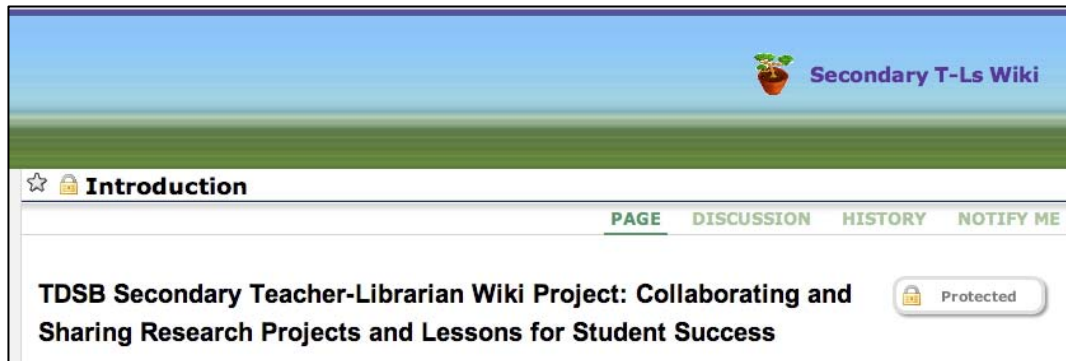 Secondary T-Ls Wiki
Introduction
PAGE DISCUSSION HISTORY NOTIFY ME
TDSB Secondary Teacher-Librarian Wiki Project: Collaborating and
Protected
Sharing Research Projects and Lessons for Student Success